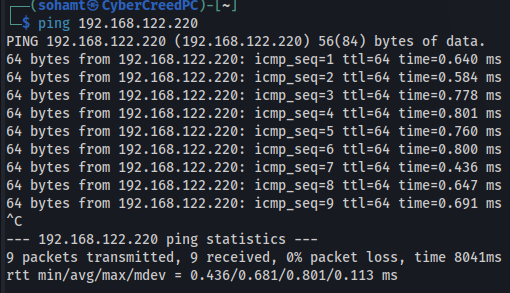 ┌──(sohamt㉿CyberCreedPC)-[~]
└─$ ping 192.168.122.220
PING 192.168.122.220 (192.168.122.220) 56(84) bytes of data.
64 bytes from 192.168.122.220: icmp_seq=1 ttl=64 time=0.640 ms
64 bytes from 192.168.122.220: icmp_seq=2 ttl=64 time=0.584 ms
64 bytes from 192.168.122.220: icmp_seq=3 ttl=64 time=0.778 ms
64 bytes from 192.168.122.220: icmp_seq=4 ttl=64 time=0.801 ms
64 bytes from 192.168.122.220: icmp_seq=5 ttl=64 time=0.760 ms
64 bytes from 192.168.122.220: icmp_seq=6 ttl=64 time=0.800 ms
64 bytes from 192.168.122.220: icmp_seq=7 ttl=64 time=0.436 ms
64 bytes from 192.168.122.220: icmp_seq=8 ttl=64 time=0.647 ms
64 bytes from 192.168.122.220: icmp_seq=9 ttl=64 time=0.691 ms
^C
--- 192.168.122.220 ping statistics ---
9 packets transmitted, 9 received, 0% packet loss, time 8041ms
rtt min/avg/max/mdev = 0.436/0.681/0.801/0.113 ms